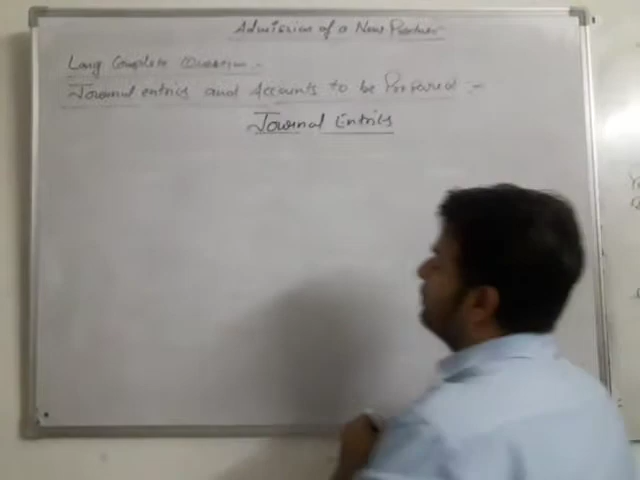 Admission of a New Partner
Long Complete Question :-
Journal entries and Accounts to be Prepared :-
Journal Entries